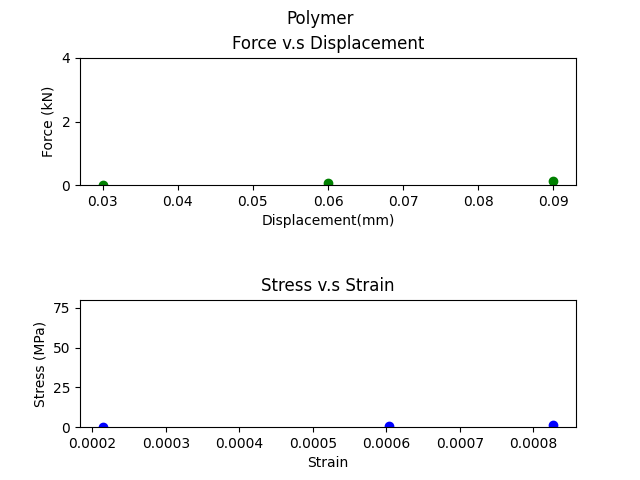 Polymer
Force v.s Displacement
4
2
0
Force (kN)
0.03 0.04 0.05 0.06 0.07 0.08 0.09
Displacement(mm)
Stress v.s Strain
75
50
25
0
Stress (MPa)
0.0002 0.0003 0.0004 0.0005 0.0006 0.0007 0.0008
Strain